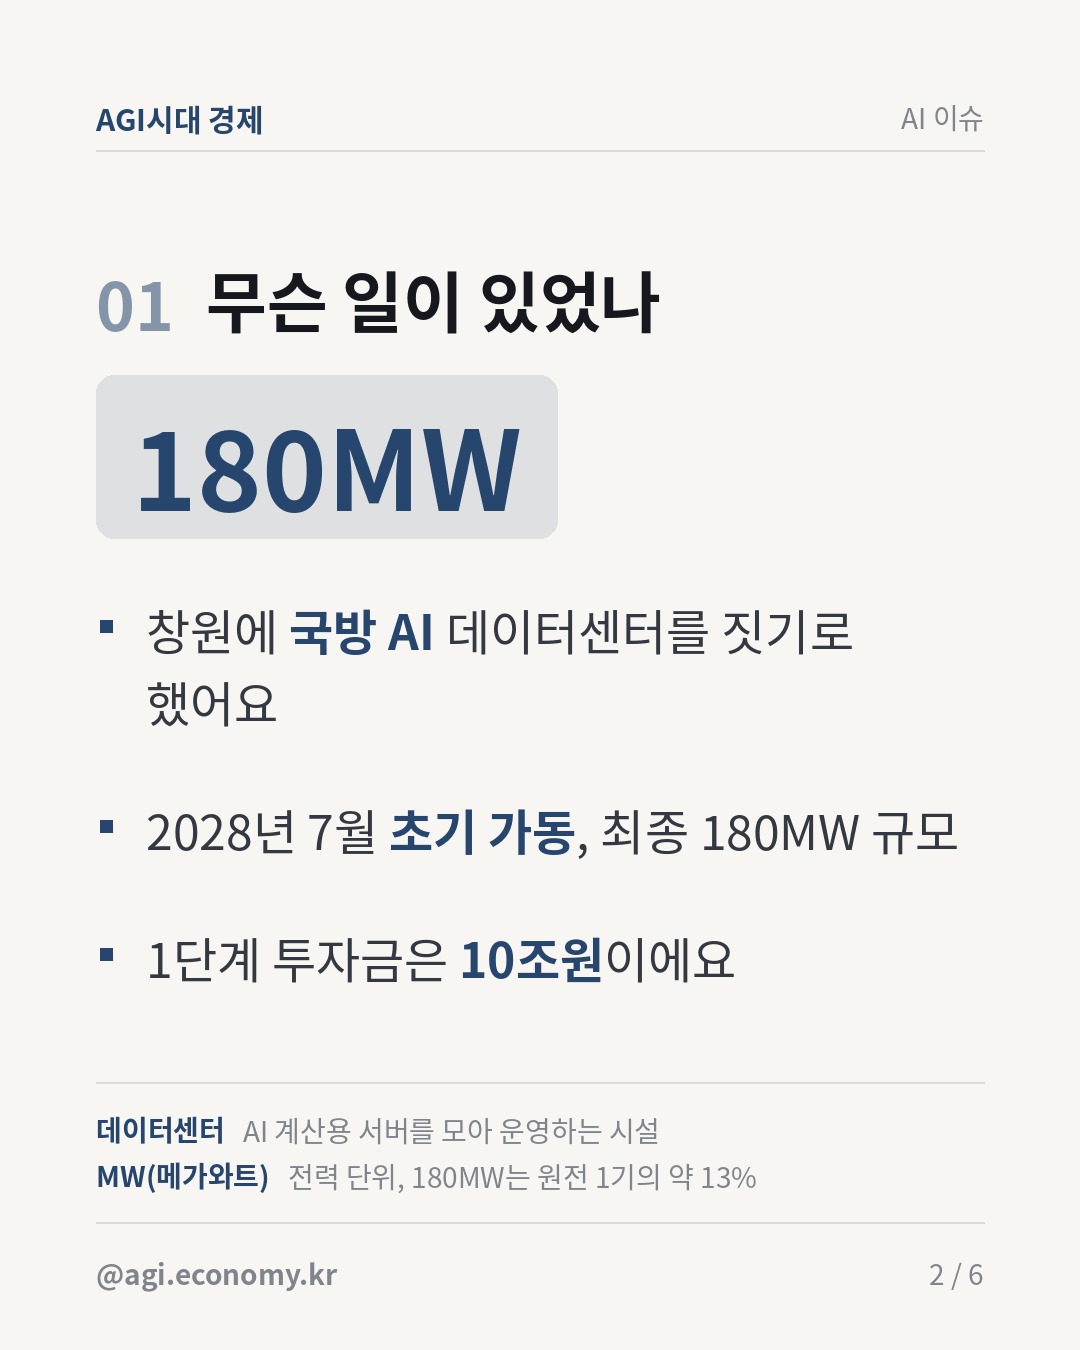 AGI시대 경제
AI 이슈
01 무슨 일이 있었나
180MW
▪ 창원에 국방 AI 데이터센터를 짓기로
했어요
▪ 2028년 7월 초기 가동, 최종 180MW 규모
▪ 1단계 투자금은 10조원이에요
데이터센터 AI 계산용 서버를 모아 운영하는 시설
MW(메가와트) 전력 단위, 180MW는 원전 1기의 약 13%
@agi.economy.kr
2 / 6